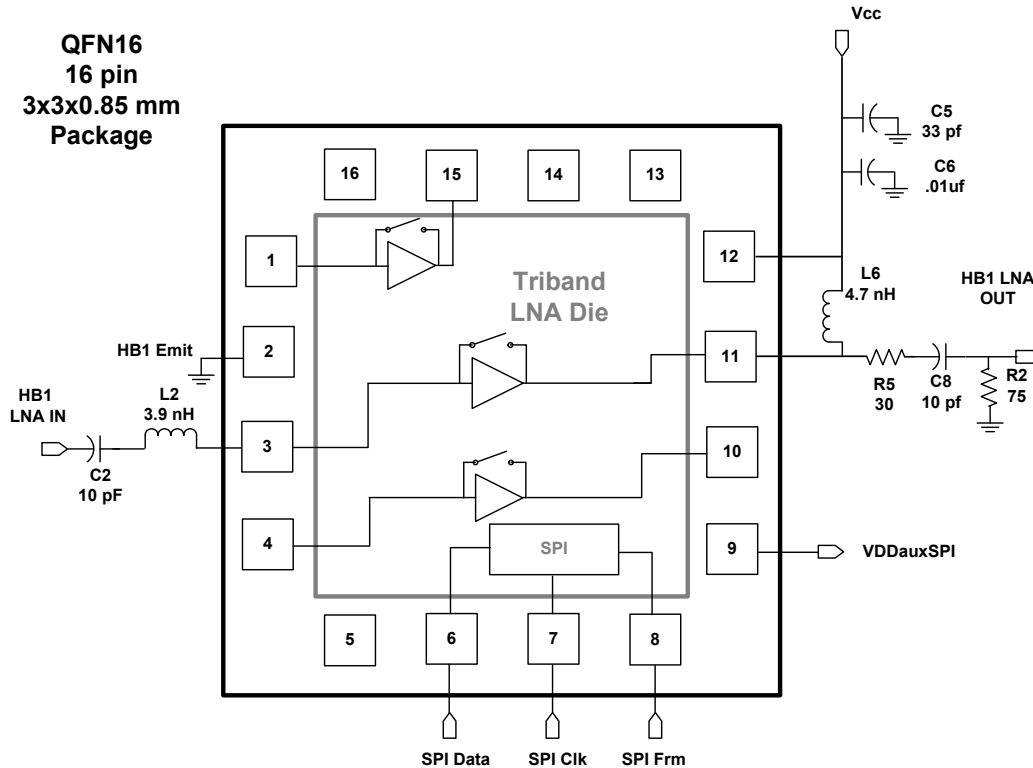 QFN16
16 pin
3x3x0.85 mm
Package
Vcc
C5
33 pf
C6
.01uf
16
15
14
13
1
12
Triband
LNA Die
L6
4.7 nH
HB1 LNA
OUT
HB1 Emit
2
11
R5
30
C8
10 pf
R2
75
HB1
LNA IN
L2
3.9 nH
C2
10 pF
3
10
4
SPI
9
VDDauxSPI
5
6
7
8
SPI Data
SPI Clk
SPI Frm